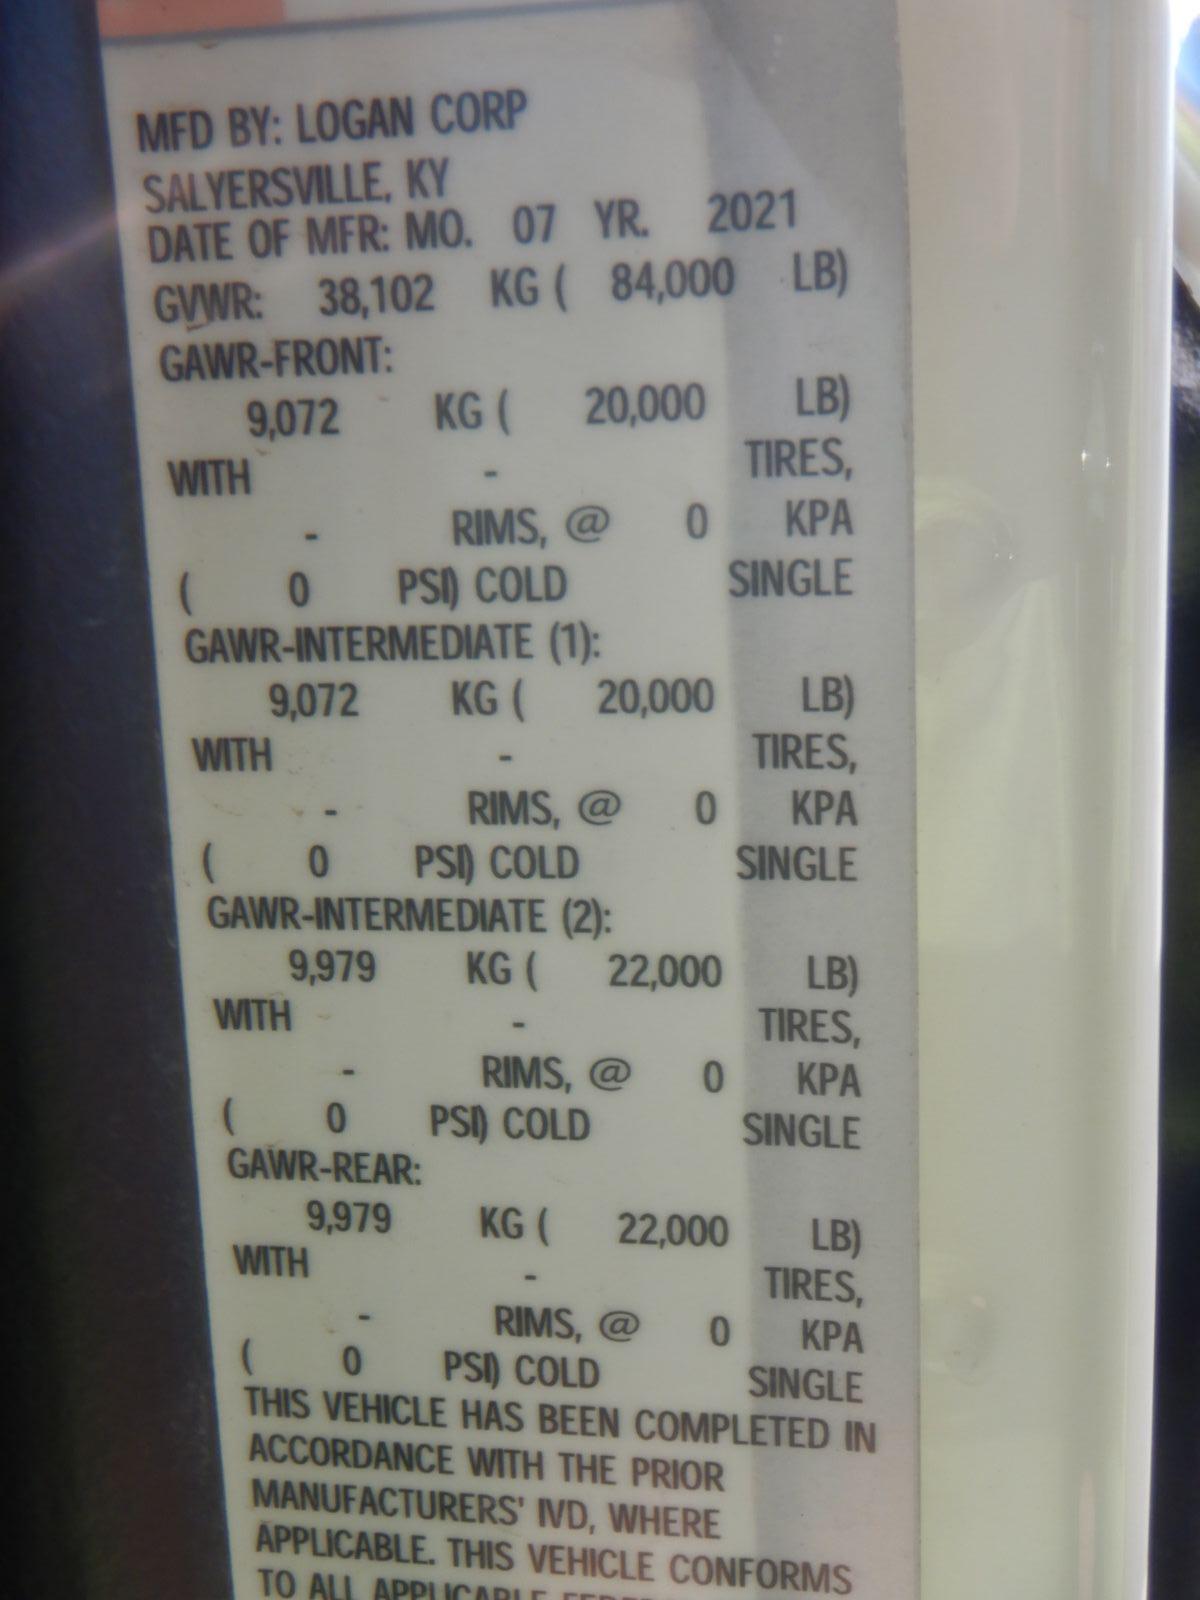 MFD BY: LOGAN CORP
SALYERSVILLE, KY
DATE OF MFR: MO. 07 YR. 2021
GVWR: 38,102 KG ( 84,000 LB)
GAWR-FRONT:
9,072 KG ( 20,000 LB)
WITH - TIRES,
- RIMS, @ 0 KPA
( 0 PSI) COLD SINGLE
GAWR-INTERMEDIATE (1):
9,072 KG ( 20,000 LB)
WITH - TIRES,
- RIMS, @ 0 KPA
( 0 PSI) COLD SINGLE
GAWR-INTERMEDIATE (2):
9,979 KG ( 22,000 LB)
WITH - TIRES,
- RIMS, @ 0 KPA
( 0 PSI) COLD SINGLE
GAWR-REAR:
9,979 KG ( 22,000 LB)
WITH - TIRES,
- RIMS, @ 0 KPA
( 0 PSI) COLD SINGLE
THIS VEHICLE HAS BEEN COMPLETED IN
ACCORDANCE WITH THE PRIOR
MANUFACTURERS' IVD, WHERE
APPLICABLE. THIS VEHICLE CONFORMS
TO ALL APPLICABLE